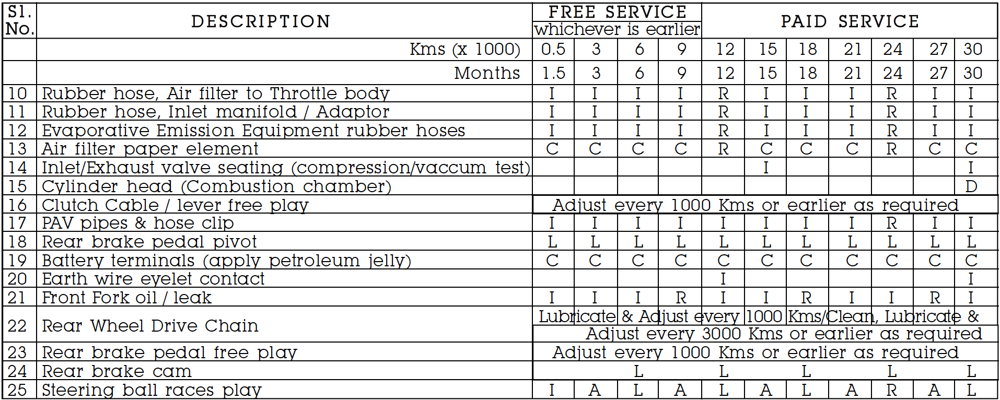 Sl. No. DESCRIPTION FREE SERVICE whichever is earlier PAID SERVICE
Kms (x 1000) 0.5 3 6 9 12 15 18 21 24 27 30
Months 1.5 3 6 9 12 15 18 21 24 27 30
10 Rubber hose, Air filter to Throttle body I I I I R I I I R I I
11 Rubber hose, Inlet manifold / Adaptor I I I I R I I I R I I
12 Evaporative Emission Equipment rubber hoses I I I I R I I I R I I
13 Air filter paper element C C C C R C C C R C C
14 Inlet/Exhaust valve seating (compression/vaccum test) I I
15 Cylinder head (Combustion chamber) D
16 Clutch Cable / lever free play Adjust every 1000 Kms or earlier as required
17 PAV pipes & hose clip I I I I I I I I R I I
18 Rear brake pedal pivot L L L L L L L L L L L
19 Battery terminals (apply petroleum jelly) C C C C C C C C C C C
20 Earth wire eyelet contact I I
21 Front Fork oil / leak I I I R I I R I I R I
22 Rear Wheel Drive Chain Lubricate & Adjust every 1000 Kms/Clean, Lubricate &
Adjust every 3000 Kms or earlier as required
23 Rear brake pedal free play Adjust every 1000 Kms or earlier as required
24 Rear brake cam L L L L L
25 Steering ball races play I A L A L A L A R A L